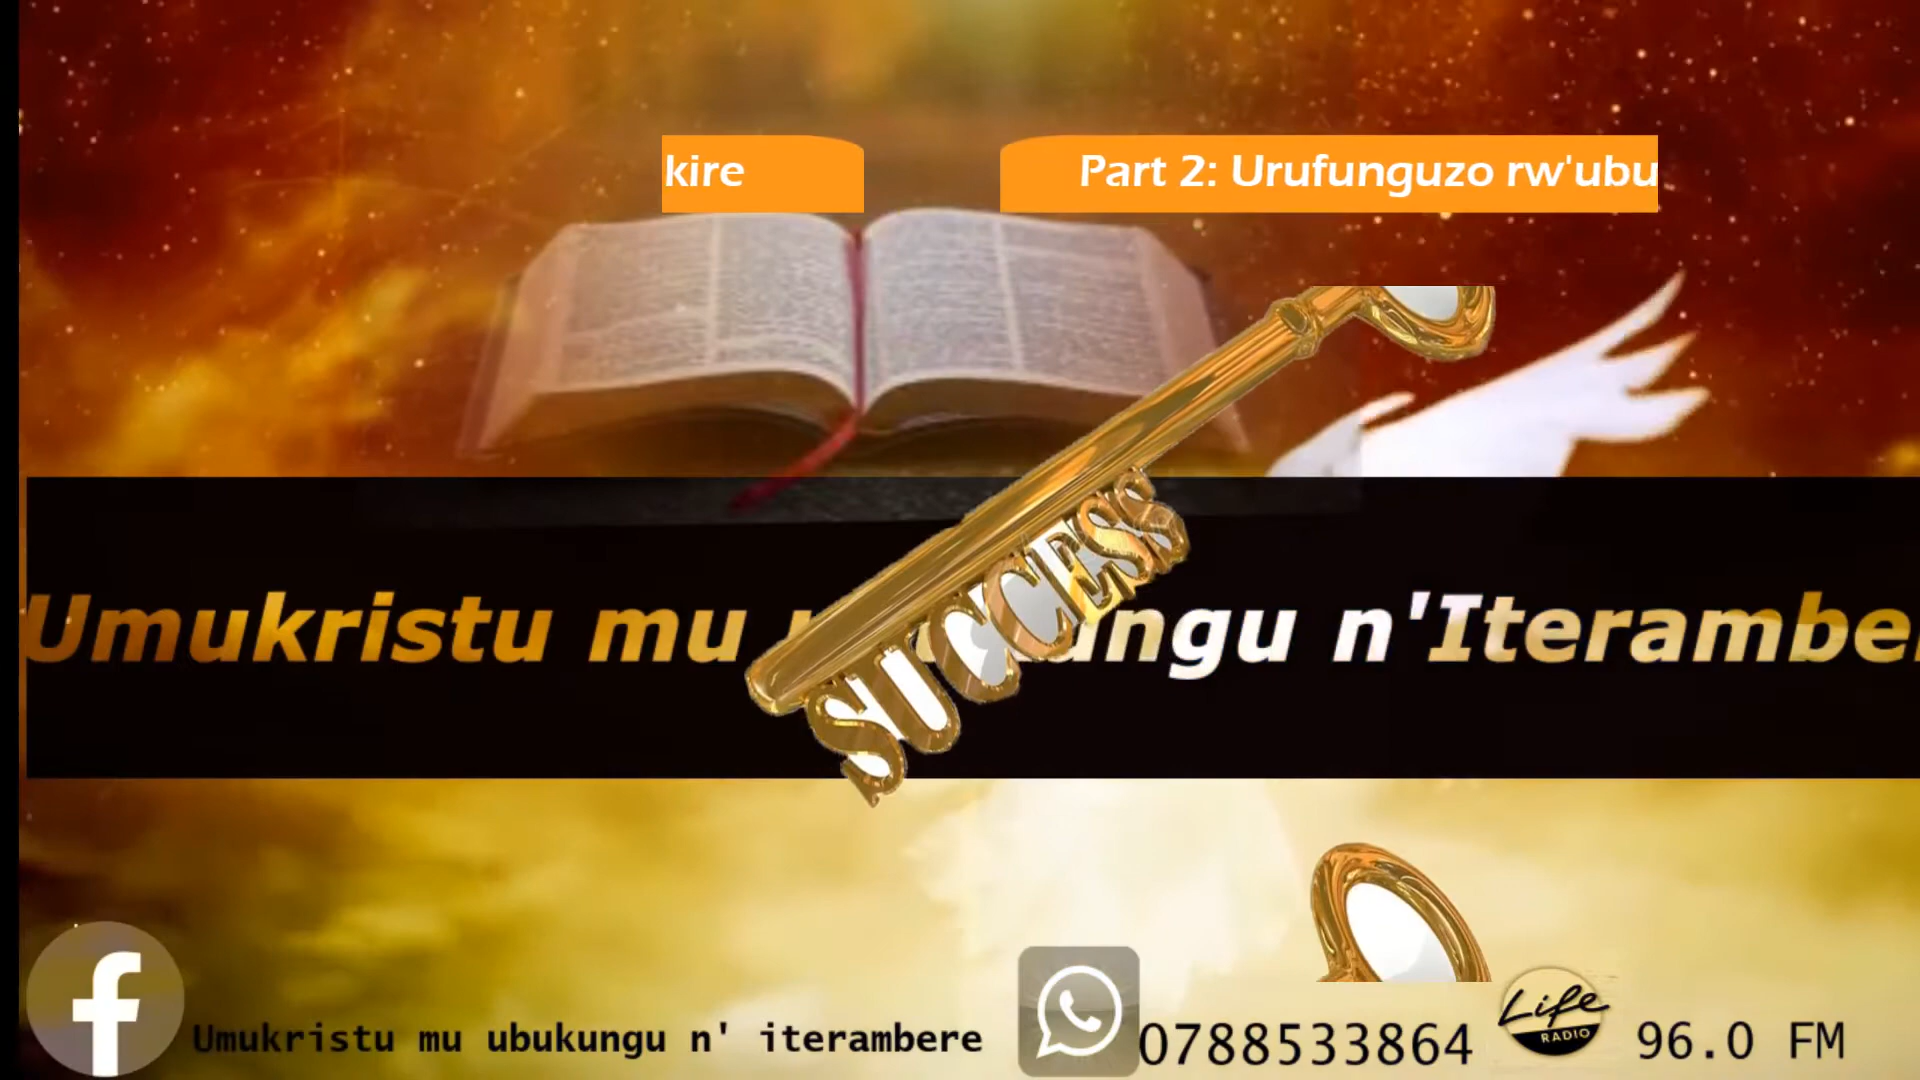 kire
Part 2: Urufunguzo rw'ubu
SUCCESS
Umukristu mu ngu n'Iterambe
Umukristu mu ubukungu n' iterambere
0788533864
Life
RADIO
96.0 FM